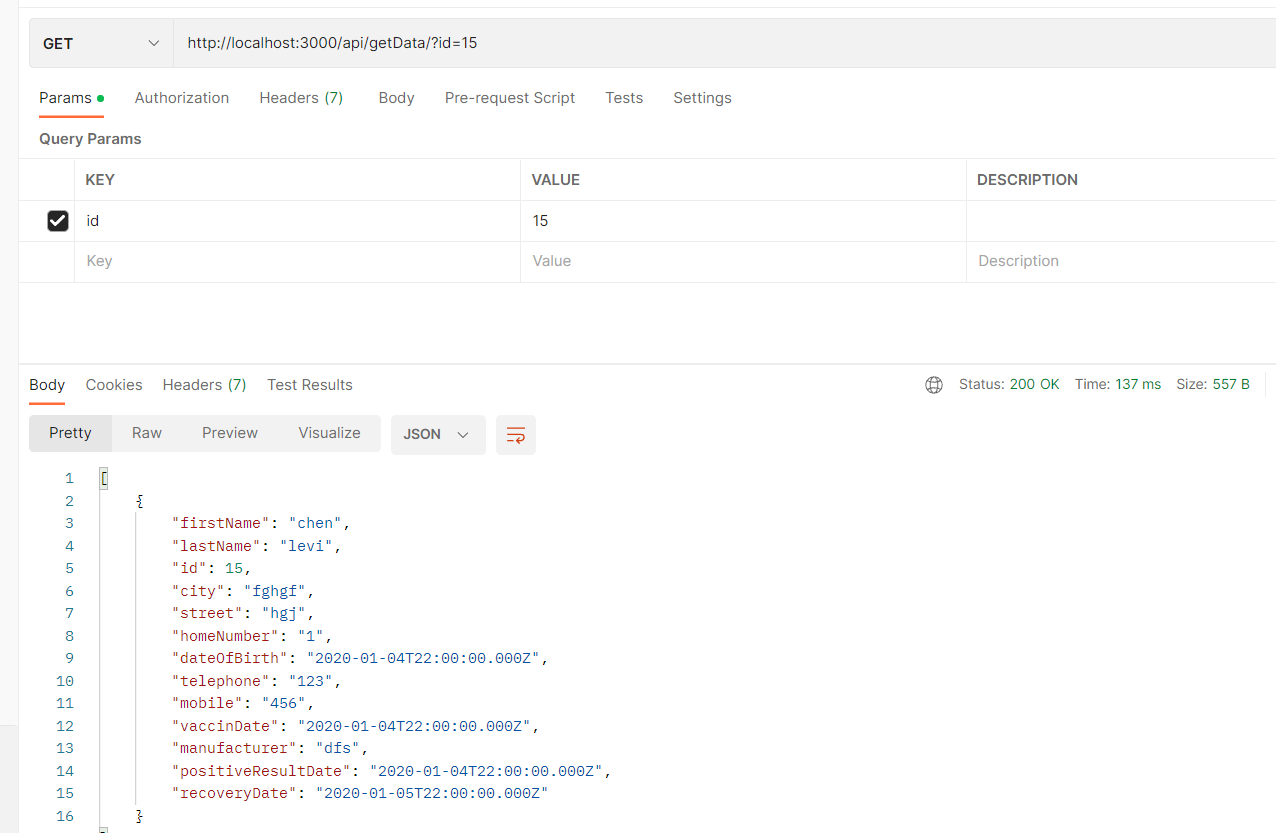 GET http://localhost:3000/api/getData/?id=15
Params Authorization Headers (7) Body Pre-request Script Tests Settings
Query Params
KEY VALUE DESCRIPTION
id 15
Key Value Description
Body Cookies Headers (7) Test Results Status: 200 OK Time: 137 ms Size: 557 B
Pretty Raw Preview Visualize JSON
1 [
2 {
3 "firstName": "chen",
4 "lastName": "levi",
5 "id": 15,
6 "city": "fghgf",
7 "street": "hgj",
8 "homeNumber": "1",
9 "dateOfBirth": "2020-01-04T22:00:00.000Z",
10 "telephone": "123",
11 "mobile": "456",
12 "vaccinDate": "2020-01-04T22:00:00.000Z",
13 "manufacturer": "dfs",
14 "positiveResultDate": "2020-01-04T22:00:00.000Z",
15 "recoveryDate": "2020-01-05T22:00:00.000Z"
16 }